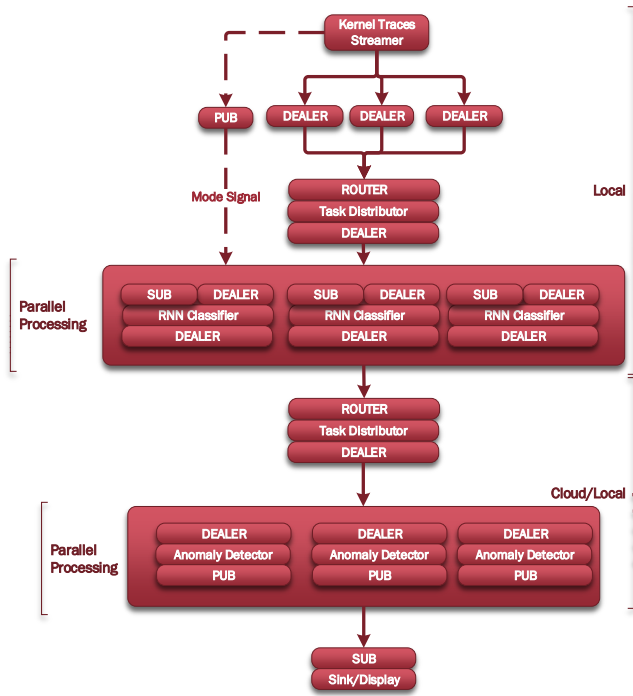 Kernel Traces
Streamer
PUB
DEALER
DEALER
DEALER
Mode Signal
ROUTER
Task Distributor
DEALER
Local
Parallel
Processing
SUB
DEALER
RNN Classifier
DEALER
SUB
DEALER
RNN Classifier
DEALER
SUB
DEALER
RNN Classifier
DEALER
ROUTER
Task Distributor
DEALER
Cloud/Local
Parallel
Processing
DEALER
Anomaly Detector
PUB
DEALER
Anomaly Detector
PUB
DEALER
Anomaly Detector
PUB
SUB
Sink/Display